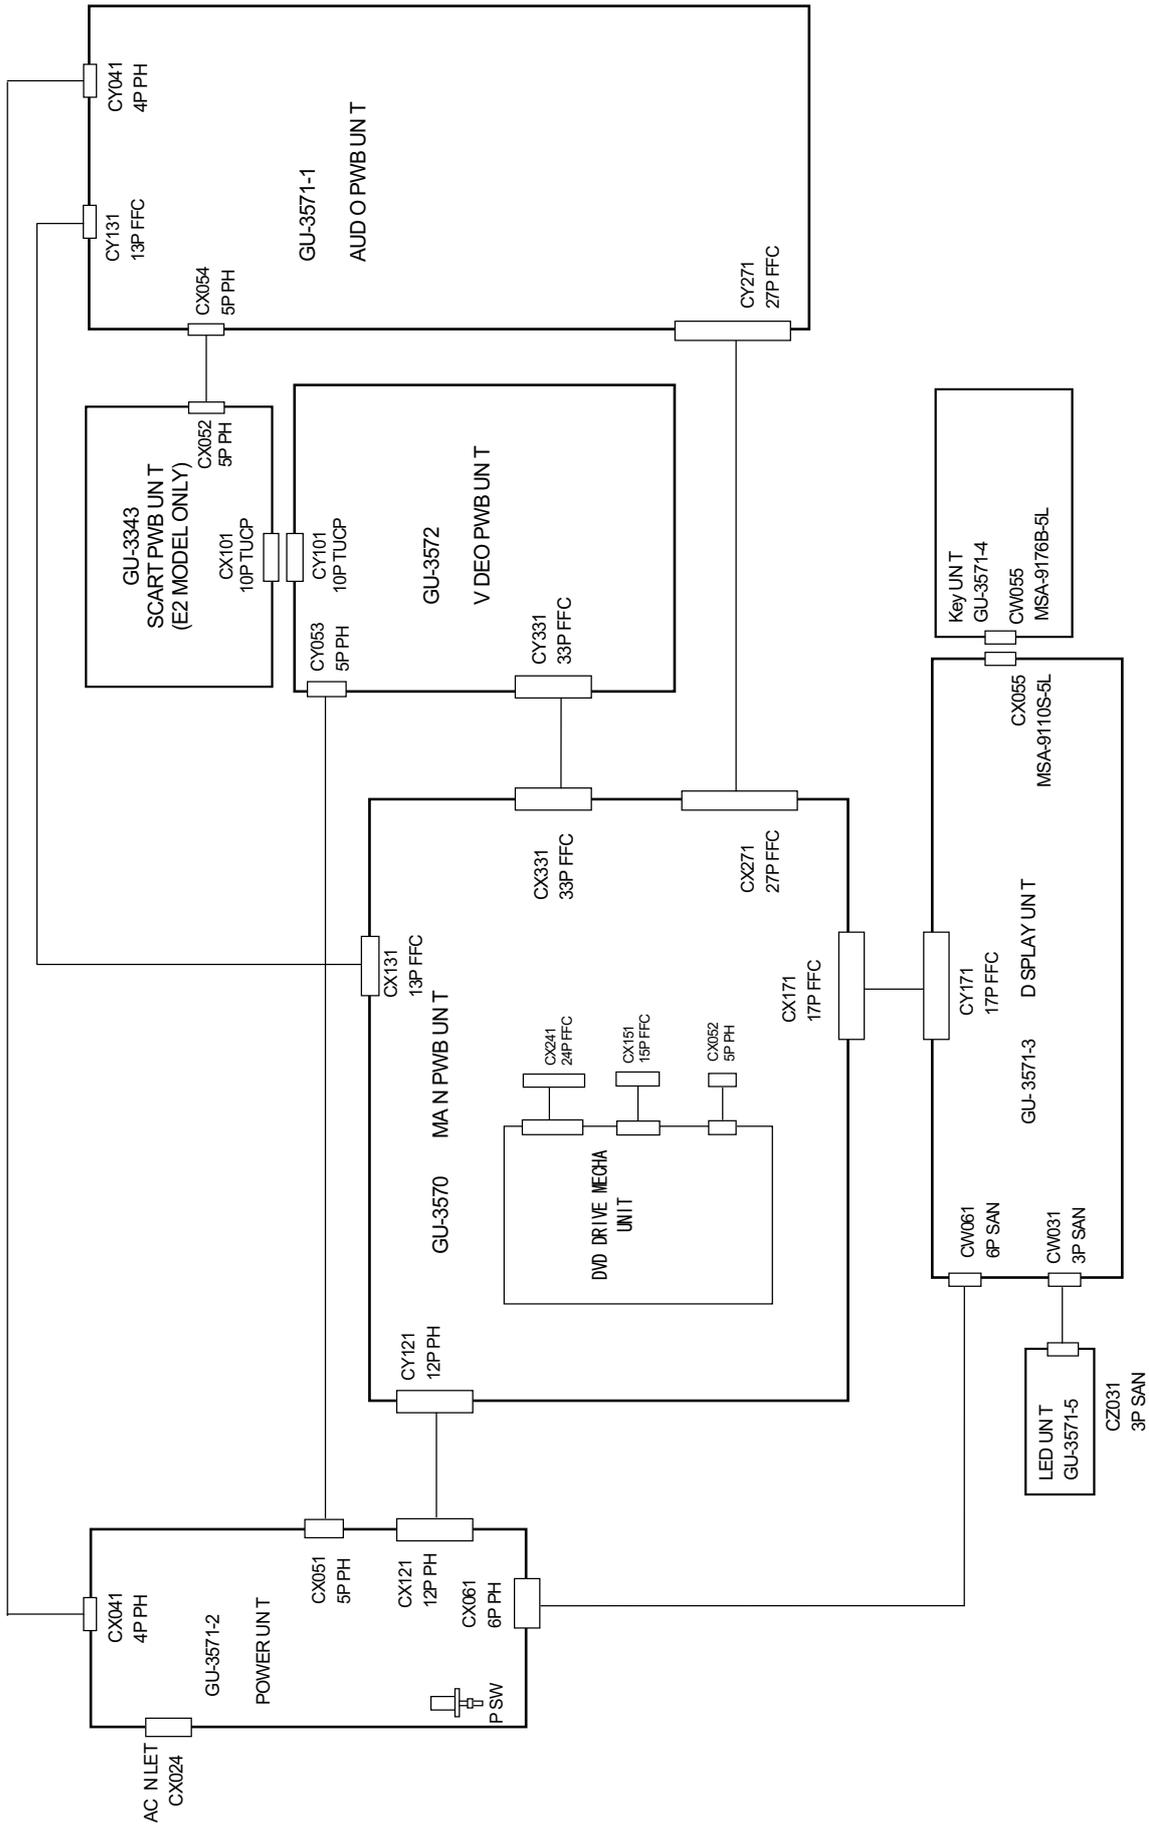 AC N LET
CX024
CX041
4P PH
GU-3571-2
POWER UN T
P SW
CX051
5P PH
CX121
12P PH
CX061
6P PH
CY121
12P PH
GU-3570
MA N PWB UN T
CX131
13P FFC
DVD DRIVE MECHA
UNIT
CX241
24P FFC
CX151
15P FFC
CX052
5P PH
CX331
33P FFC
CX271
27P FFC
CX171
17P FFC
GU-3343
SCART PWB UN T
(E2 MODEL ONLY)
CX052
5P PH
CX101
10P TUCP
CY101
10P TUCP
CY053
5P PH
GU-3572
V DEO PWB UN T
CY331
33P FFC
CY041
4P PH
CY131
13P FFC
CX054
5P PH
GU-3571-1
AUD O PWB UN T
CY271
27P FFC
LED UN T
GU-3571-5
CZ031
3P SAN
CW061
6P SAN
CW031
3P SAN
GU- 3571-3
D SPLAY UN T
CY171
17P FFC
CX055
MSA-9110S-5L
Key UN T
GU-3571-4
CW055
MSA-9176B-5L